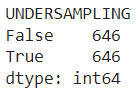 UNDERSAMPLING
False    646
True     646
dtype: int64